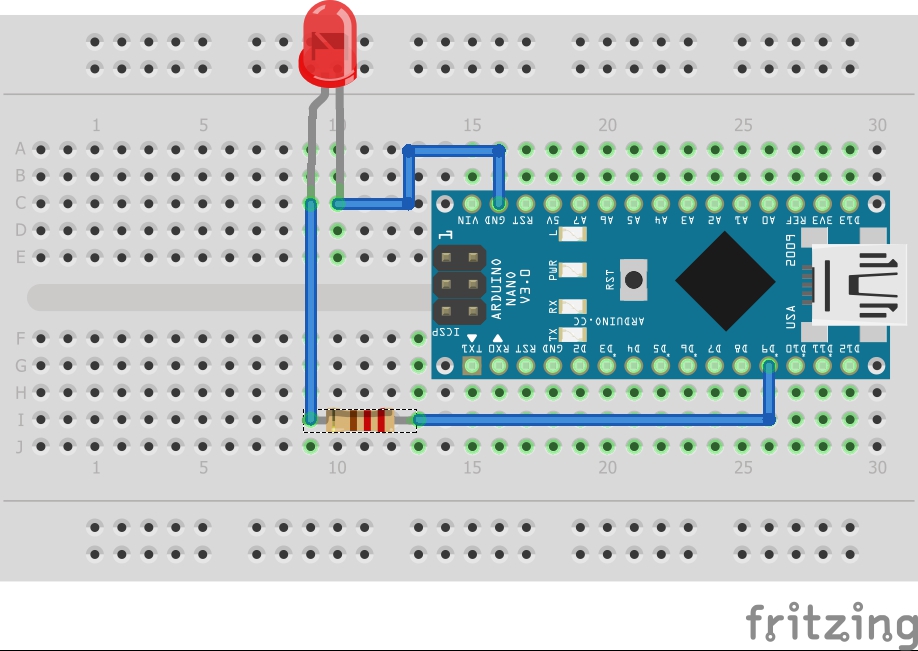 1 5 10 15 20 25 30
A
B
C
D
E
VIN GND RST 5V A7 A6 A5 A4 A3 A2 A1 A0 REF 3V3 D13
L
PWR
RX
TX
RST
ARDUINO
NANO
V3.0
ICSP
1
ARDUINO.CC
2009
USA
TX1 RX0 RST GND D2 D3 D4 D5 D6 D7 D8 D9 D10 D11 D12
F
G
H
I
J
1 5 10 15 20 25 30
fritzing